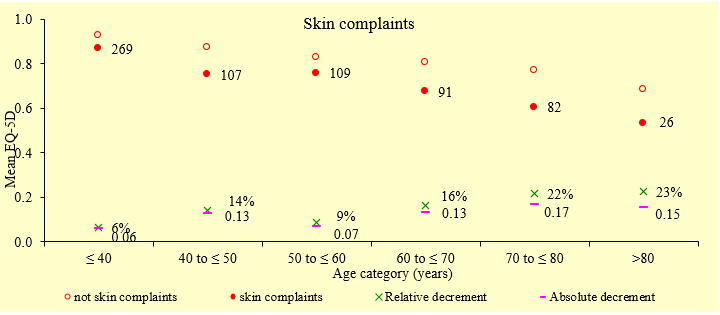 Skin complaints
Mean EQ-5D
1.0
0.8
0.6
0.4
0.2
0.0
269
107
109
91
82
26
6%
0.06
14%
0.13
9%
0.07
16%
0.13
22%
0.17
23%
0.15
≤ 40
40 to ≤ 50
50 to ≤ 60
60 to ≤ 70
70 to ≤ 80
>80
Age category (years)
not skin complaints
skin complaints
Relative decrement
Absolute decrement